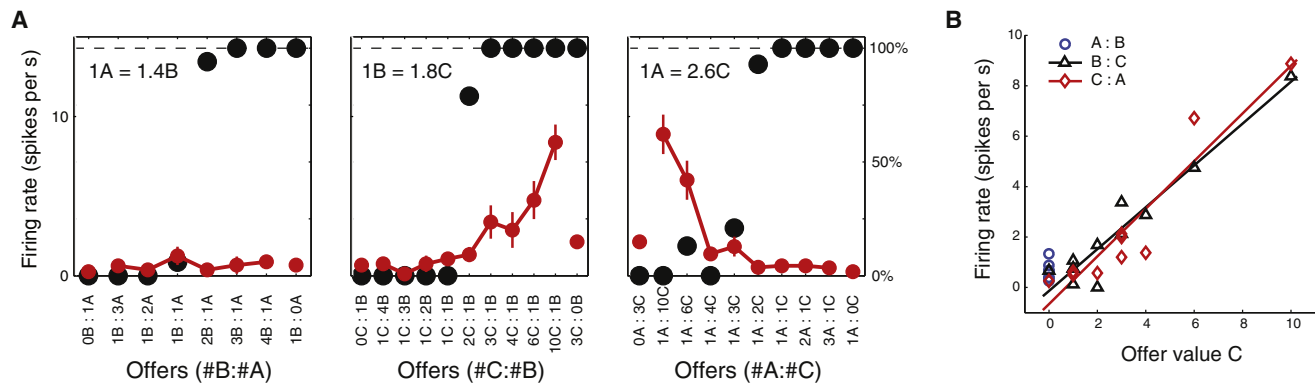 A
Firing rate (spikes per s)
10
0
1A = 1.4B
0B : 1A
1B : 3A
1B : 2A
1B : 1A
2B : 1A
3B : 1A
4B : 1A
1B : 0A
Offers (#B:#A)
1B = 1.8C
0C : 1B
1C : 4B
1C : 3B
1C : 2B
1C : 1B
2C : 1B
3C : 1B
4C : 1B
6C : 1B
10C : 1B
3C : 0B
Offers (#C:#B)
1A = 2.6C
100%
50%
0%
0A : 3C
1A : 10C
1A : 6C
1A : 4C
1A : 3C
1A : 2C
1A : 1C
2A : 1C
3A : 1C
1A : 0C
Offers (#A:#C)
B
Firing rate (spikes per s)
10
8
6
4
2
0
A : B
B : C
C : A
0
2
4
6
8
10
Offer value C